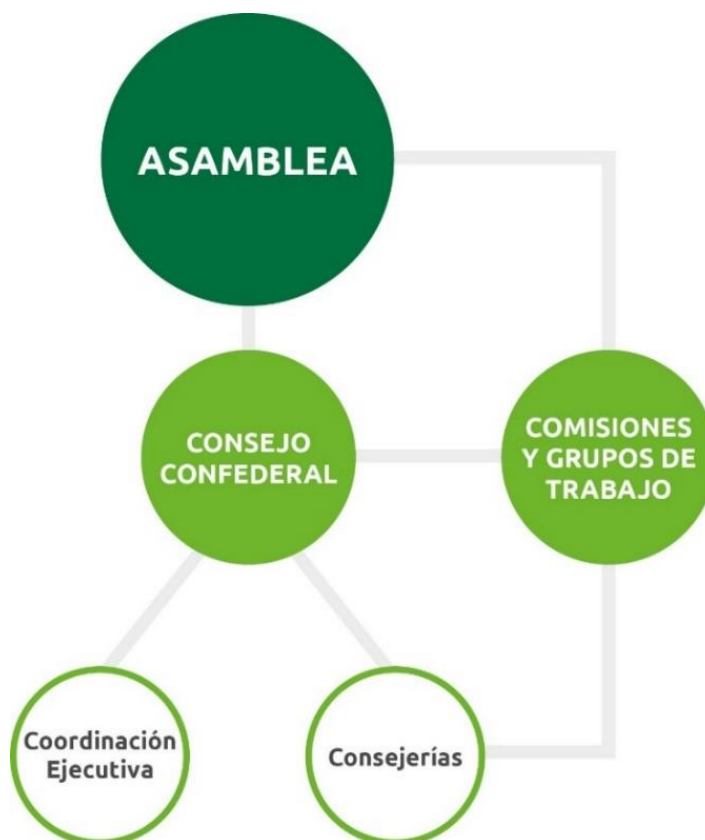 ASAMBLEA
CONSEJO
CONFEDERAL
COMISIONES
Y GRUPOS DE
TRABAJO
Coordinación
Ejecutiva
Consejerías